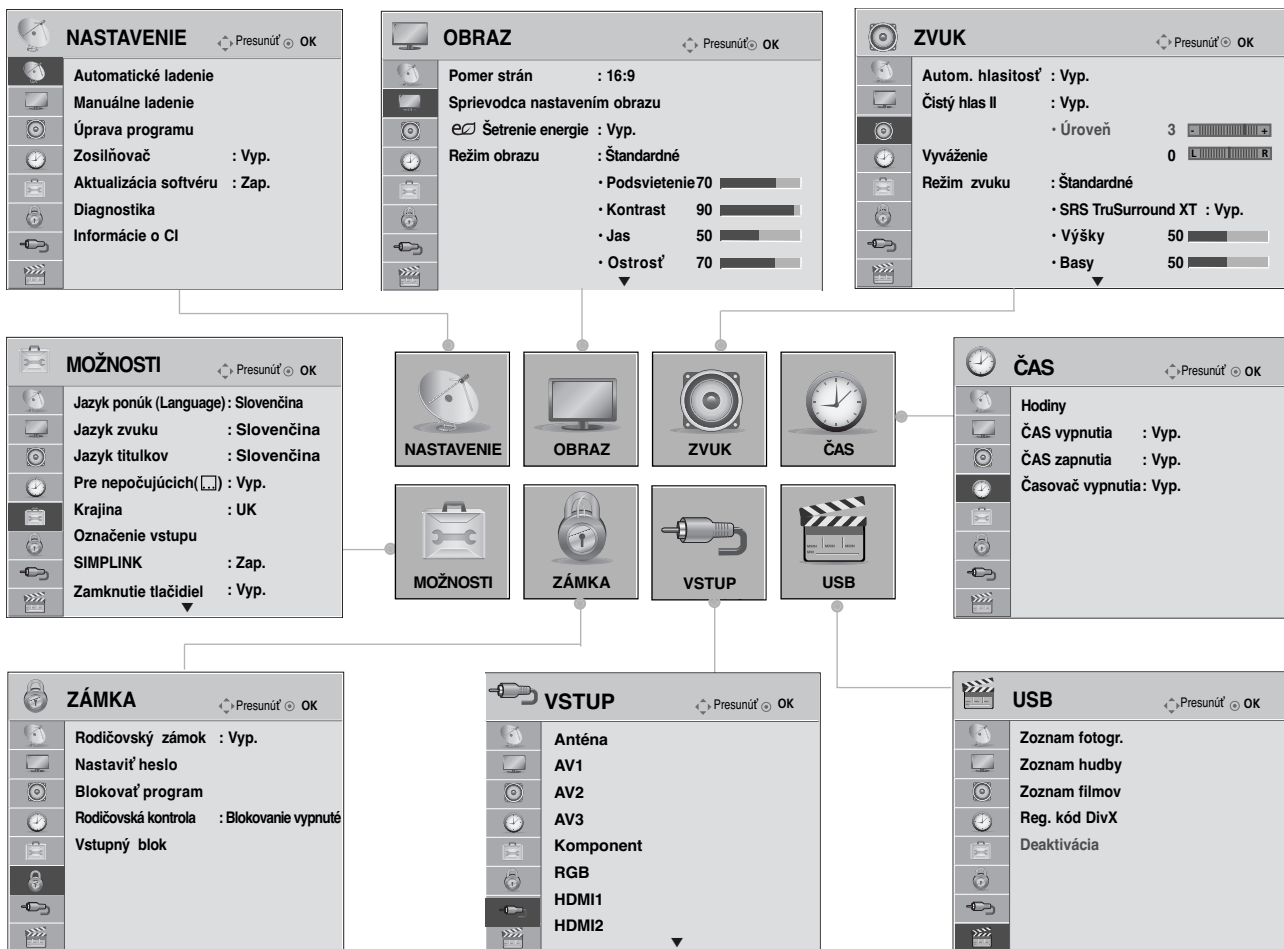 NASTAVENIE Presunúť OK
Automatické ladenie
Manuálne ladenie
Úprava programu
Zosilňovač : Vyp.
Aktualizácia softvéru : Zap.
Diagnostika
Informácie o CI
OBRAZ Presunúť OK
Pomer strán : 16:9
Sprievodca nastavením obrazu
Šetrenie energie : Vyp.
Režim obrazu : Štandardné
• Podsvietenie 70
• Kontrast 90
• Jas 50
• Ostrosť 70
ZVUK Presunúť OK
Autom. hlasitosť : Vyp.
Čistý hlas II : Vyp.
• Úroveň 3 - +
Vyváženie 0 L R
Režim zvuku : Štandardné
• SRS TruSurround XT : Vyp.
• Výšky 50
• Basy 50
MOŽNOSTI Presunúť OK
Jazyk ponúk (Language) : Slovenčina
Jazyk zvuku : Slovenčina
Jazyk titulkov : Slovenčina
Pre nepočujúcich( ) : Vyp.
Krajina : UK
Označenie vstupu
SIMPLINK : Zap.
Zamknutie tlačidiel : Vyp.
NASTAVENIE
OBRAZ
ZVUK
ČAS
MOŽNOSTI
ZÁMKA
VSTUP
USB
ČAS Presunúť OK
Hodiny
ČAS vypnutia : Vyp.
ČAS zapnutia : Vyp.
Časovač vypnutia : Vyp.
ZÁMKA Presunúť OK
Rodičovský zámok : Vyp.
Nastaviť heslo
Blokovať program
Rodičovská kontrola : Blokovanie vypnuté
Vstupný blok
VSTUP Presunúť OK
Anténa
AV1
AV2
AV3
Komponent
RGB
HDMI1
HDMI2
USB Presunúť OK
Zoznam fotogr.
Zoznam hudby
Zoznam filmov
Reg. kód DivX
Deaktivácia